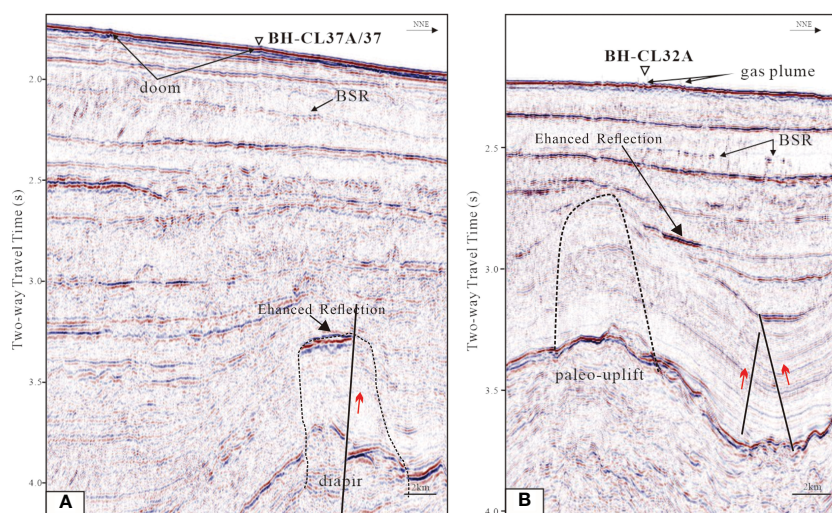 NNE
BH-CL37A/37
doom
BSR
2.0
2.5
3.0
3.5
4.0
Two-way Travel Time (s)
Ehanced Reflection
diapir
2km
A
NNE
BH-CL32A
gas plume
Ehanced Reflection
BSR
2.5
3.0
3.5
4.0
Two-way Travel Time (s)
paleo-uplift
2km
B